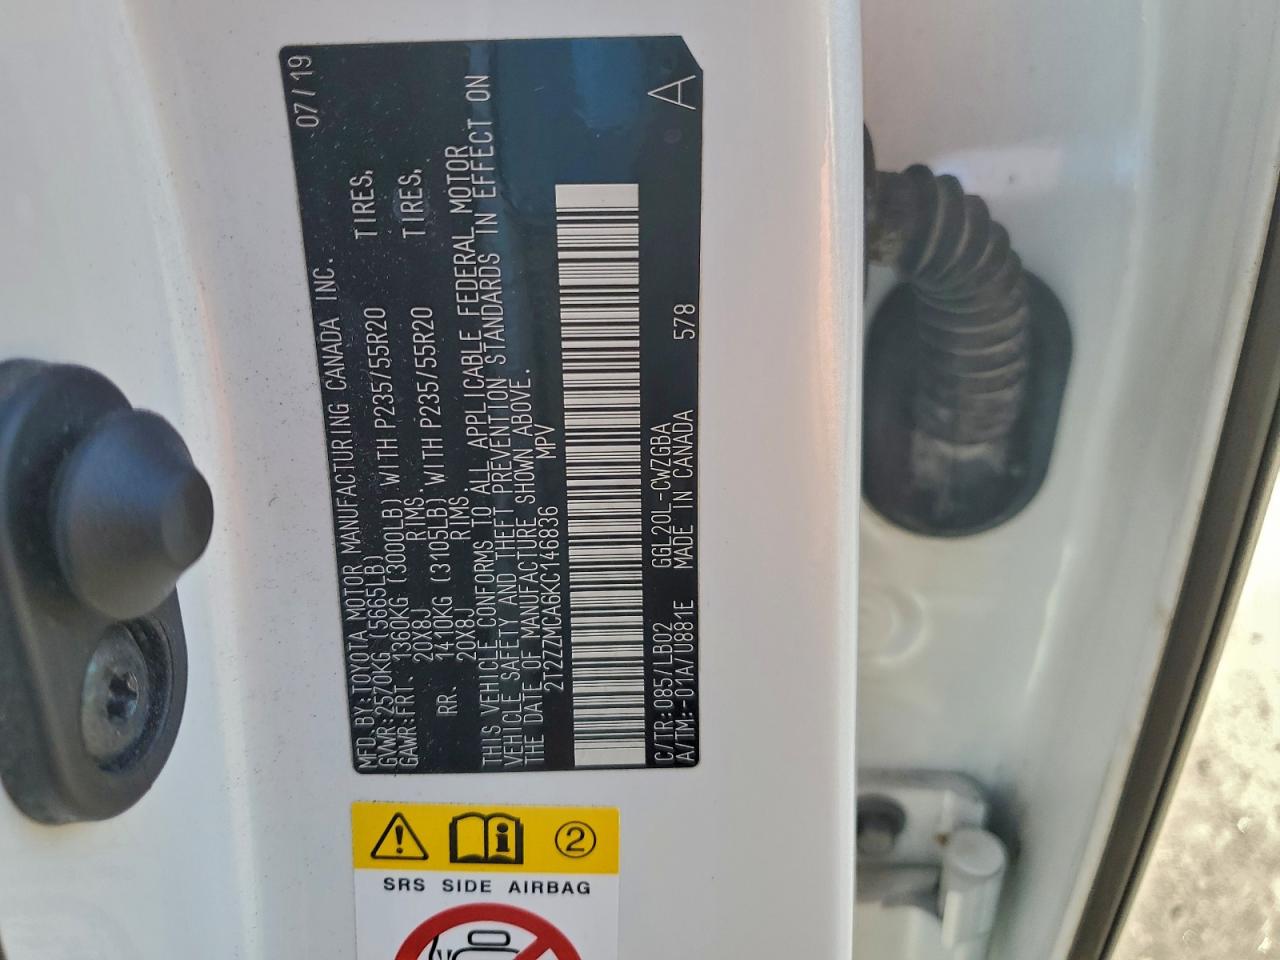 07/19
MFD.BY:TOYOTA MOTOR MANUFACTURING CANADA INC.
GVWR:2570KG (5665LB)
GAWR:FRT. 1360KG (3000LB) WITH P235/55R20 TIRES,
20X8J RIMS.
RR. 1410KG (3105LB) WITH P235/55R20 TIRES,
20X8J RIMS.
THIS VEHICLE CONFORMS TO ALL APPLICABLE FEDERAL MOTOR
VEHICLE SAFETY AND THEFT PREVENTION STANDARDS IN EFFECT ON
THE DATE OF MANUFACTURE SHOWN ABOVE.
2T2ZZMCA6KC146836 MPV
C/TR:085/LB02 GGL20L-CWZGBA
A/TM:-01A/U881E MADE IN CANADA 578 A
2
SRS SIDE AIRBAG